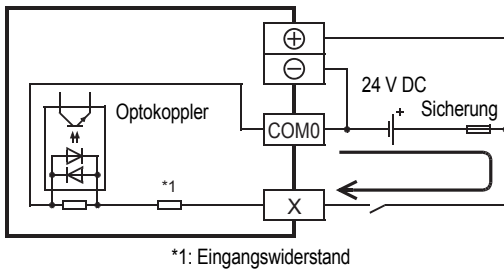 ⊕
⊖
24 V DC
+
Sicherung
Optokoppler
COM0
*1
X
*1: Eingangswiderstand